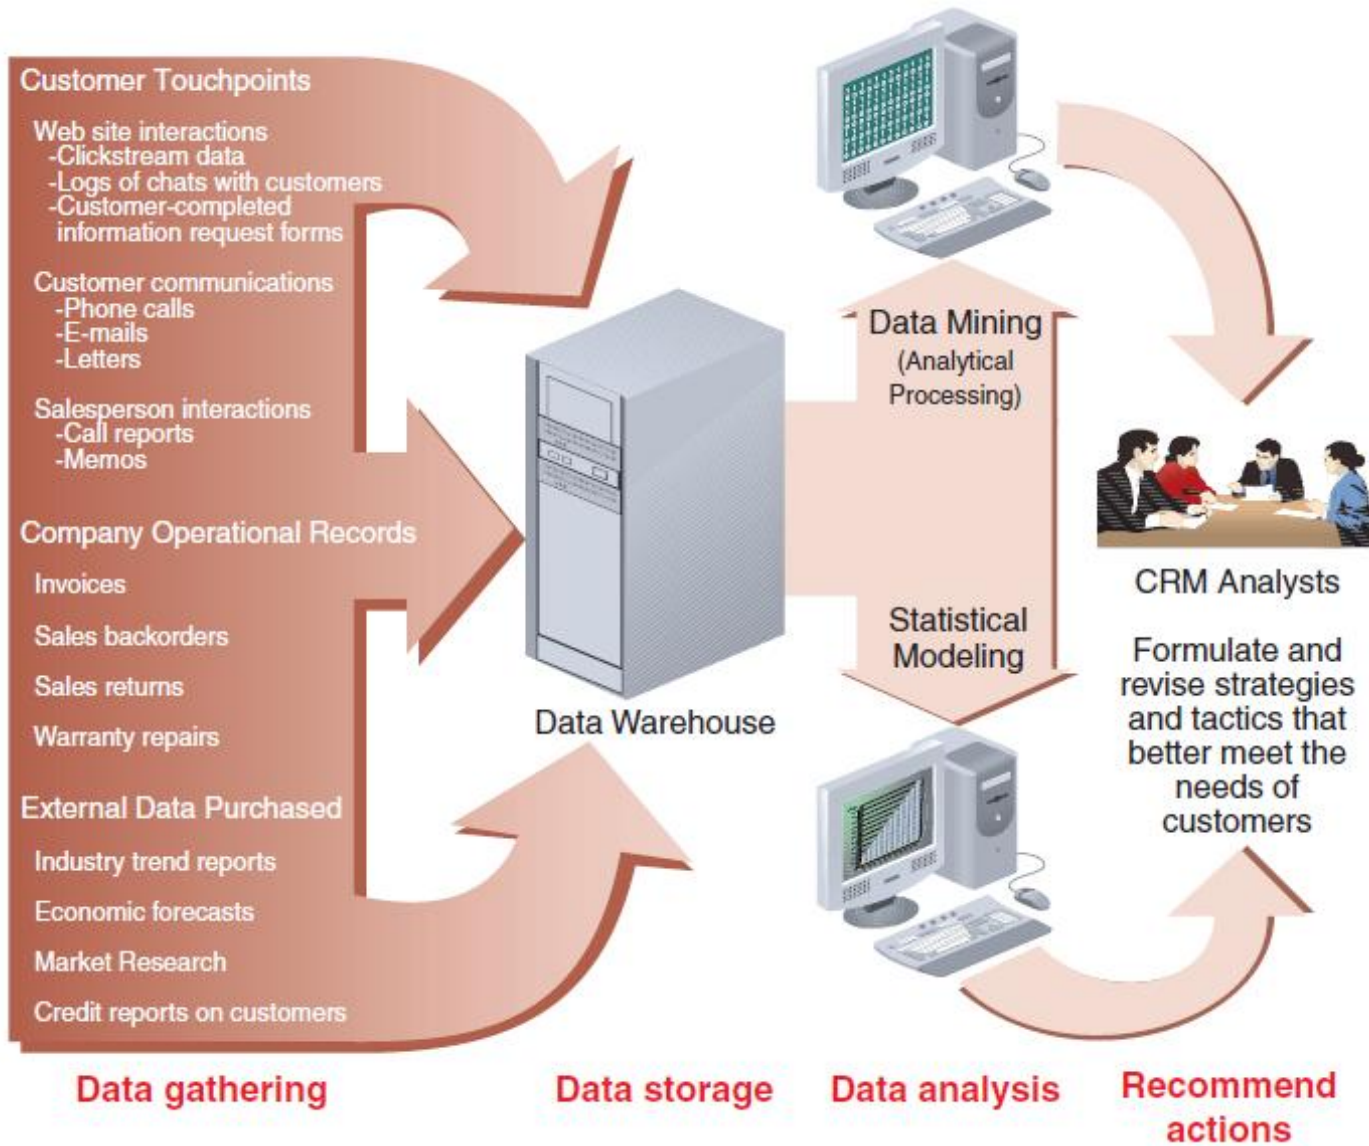 Customer Touchpoints
Web site interactions
-Clickstream data
-Logs of chats with customers
-Customer-completed
information request forms
Customer communications
-Phone calls
-E-mails
-Letters
Salesperson interactions
-Call reports
-Memos
Company Operational Records
Invoices
Sales backorders
Sales returns
Warranty repairs
External Data Purchased
Industry trend reports
Economic forecasts
Market Research
Credit reports on customers
Data Warehouse
Data Mining
(Analytical
Processing)
Statistical
Modeling
CRM Analysts
Formulate and
revise strategies
and tactics that
better meet the
needs of
customers
Data gathering
Data storage
Data analysis
Recommend
actions